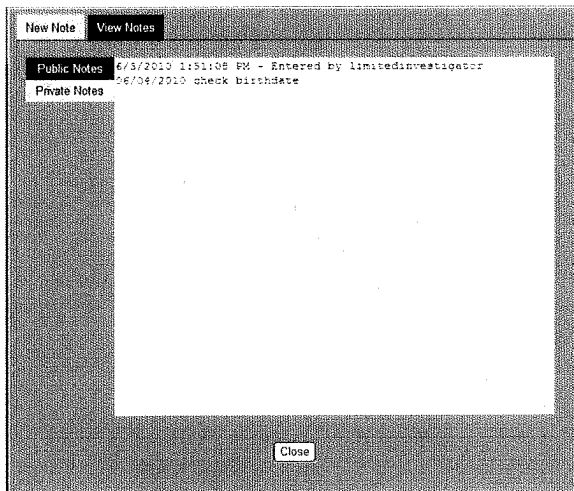 New Note View Notes
Public Notes
Private Notes
6/3/2010 1:51:08 PM - Entered by limitedinvestigator
06/04/2010 check birthdate
Close